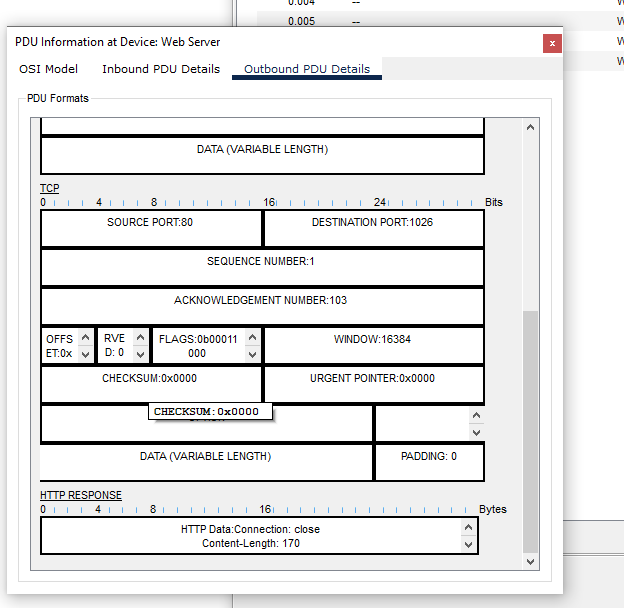 0.004 -- W
0.005 -- W
PDU Information at Device: Web Server x
W
OSI Model Inbound PDU Details Outbound PDU Details
W
PDU Formats
DATA (VARIABLE LENGTH)
TCP
0 4 8 16 24 Bits
SOURCE PORT:80 DESTINATION PORT:1026
SEQUENCE NUMBER:1
ACKNOWLEDGEMENT NUMBER:103
OFFS
ET:0x
RVE
D: 0
FLAGS:0b00011
000
WINDOW:16384
CHECKSUM:0x0000 URGENT POINTER:0x0000
CHECKSUM:0x0000
DATA (VARIABLE LENGTH) PADDING: 0
HTTP RESPONSE
0 4 8 16 Bytes
HTTP Data:Connection: close
Content-Length: 170